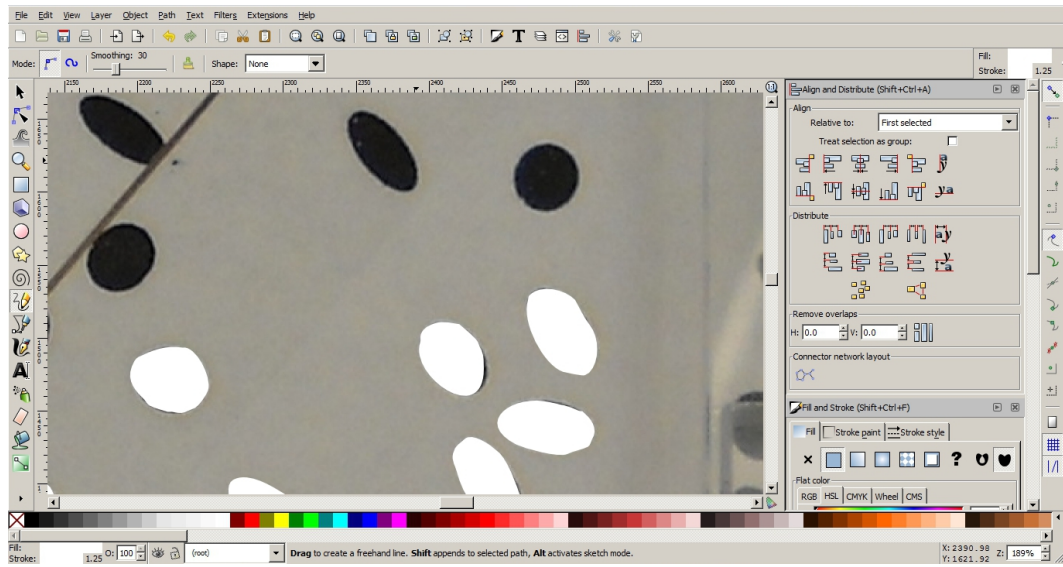 File Edit View Layer Object Path Text Filters Extensions Help
Mode: Smoothing: 30 Shape: None Fill: Stroke: 1.25
2150 2200 2250 2300 2350 2400 2450 2500 2550 2600
Align and Distribute (Shift+Ctrl+A)
Align
Relative to: First selected
Treat selection as group:
Distribute
Remove overlaps
H: 0.0 V: 0.0
Connector network layout
Fill and Stroke (Shift+Ctrl+F)
Fill Stroke paint Stroke style
Flat color
RGB HSL CMYK Wheel CMS
Fill:
Stroke: 1.25 O: 100 (root) Drag to create a freehand line. Shift appends to selected path, Alt activates sketch mode. X: 2390.98 Y: 1621.92 Z: 189%